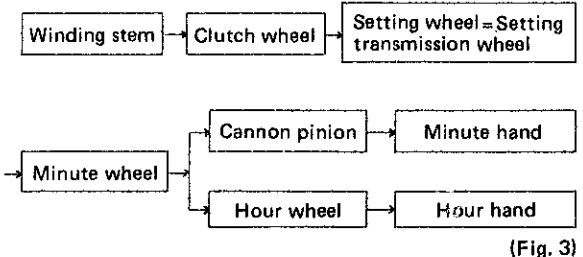 Winding stem
Clutch wheel
Setting wheel = Setting
transmission wheel
Minute wheel
Cannon pinion
Minute hand
Hour wheel
Hour hand
(Fig. 3)